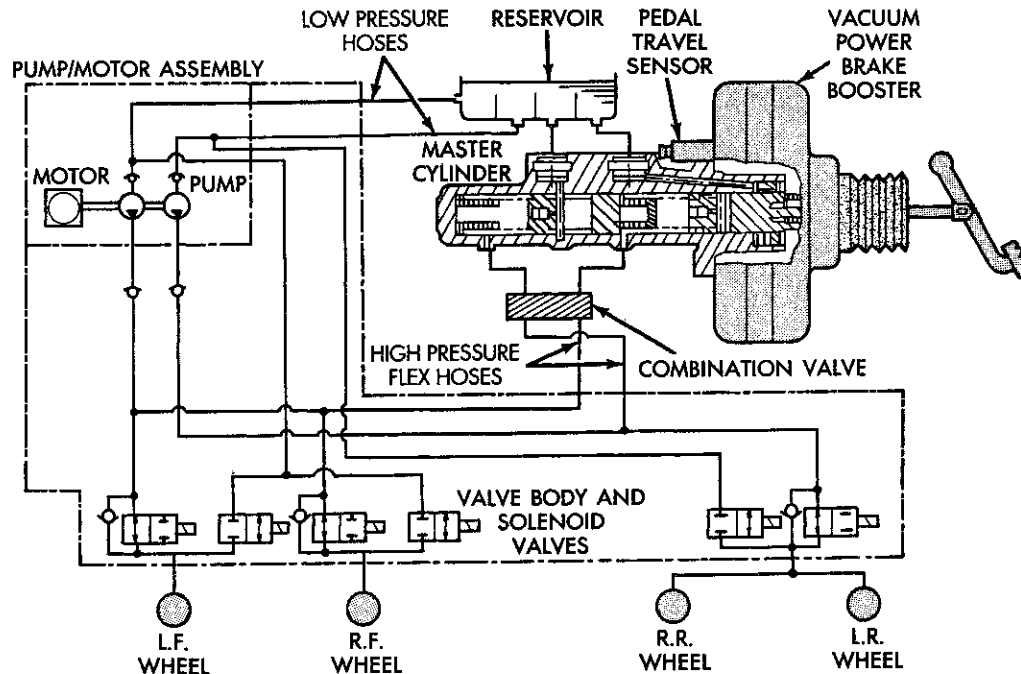 LOW PRESSURE
HOSES
RESERVOIR
PEDAL
TRAVEL
SENSOR
VACUUM
POWER
BRAKE
BOOSTER
PUMP/MOTOR ASSEMBLY
MASTER
CYLINDER
MOTOR
PUMP
HIGH PRESSURE
FLEX HOSES
COMBINATION VALVE
VALVE BODY AND
SOLENOID
VALVES
L.F.
WHEEL
R.F.
WHEEL
R.R.
WHEEL
L.R.
WHEEL